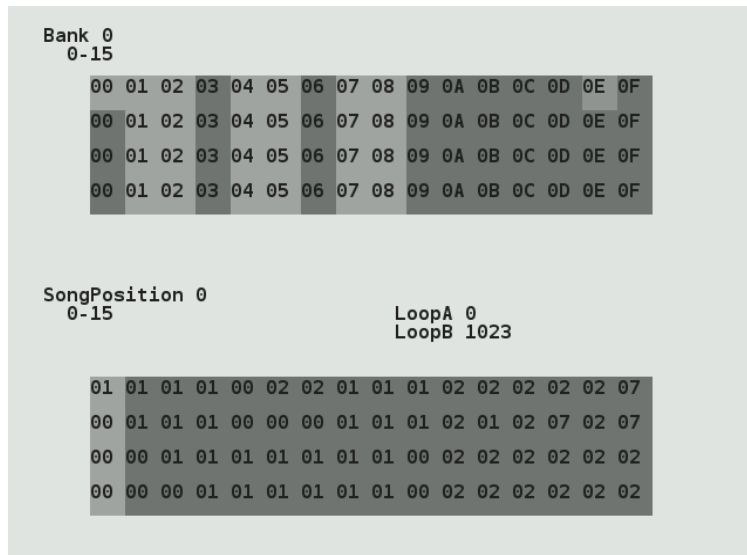 Bank 0
0-15
00 01 02 03 04 05 06 07 08 09 0A 0B 0C 0D 0E 0F
00 01 02 03 04 05 06 07 08 09 0A 0B 0C 0D 0E 0F
00 01 02 03 04 05 06 07 08 09 0A 0B 0C 0D 0E 0F
00 01 02 03 04 05 06 07 08 09 0A 0B 0C 0D 0E 0F
SongPosition 0
0-15
LoopA 0
LoopB 1023
01 01 01 01 00 02 02 01 01 01 02 02 02 02 02 07
00 01 01 01 00 00 00 01 01 01 02 01 02 07 02 07
00 00 01 01 01 01 01 01 01 00 02 02 02 02 02 02
00 00 00 01 01 01 01 01 01 00 02 02 02 02 02 02